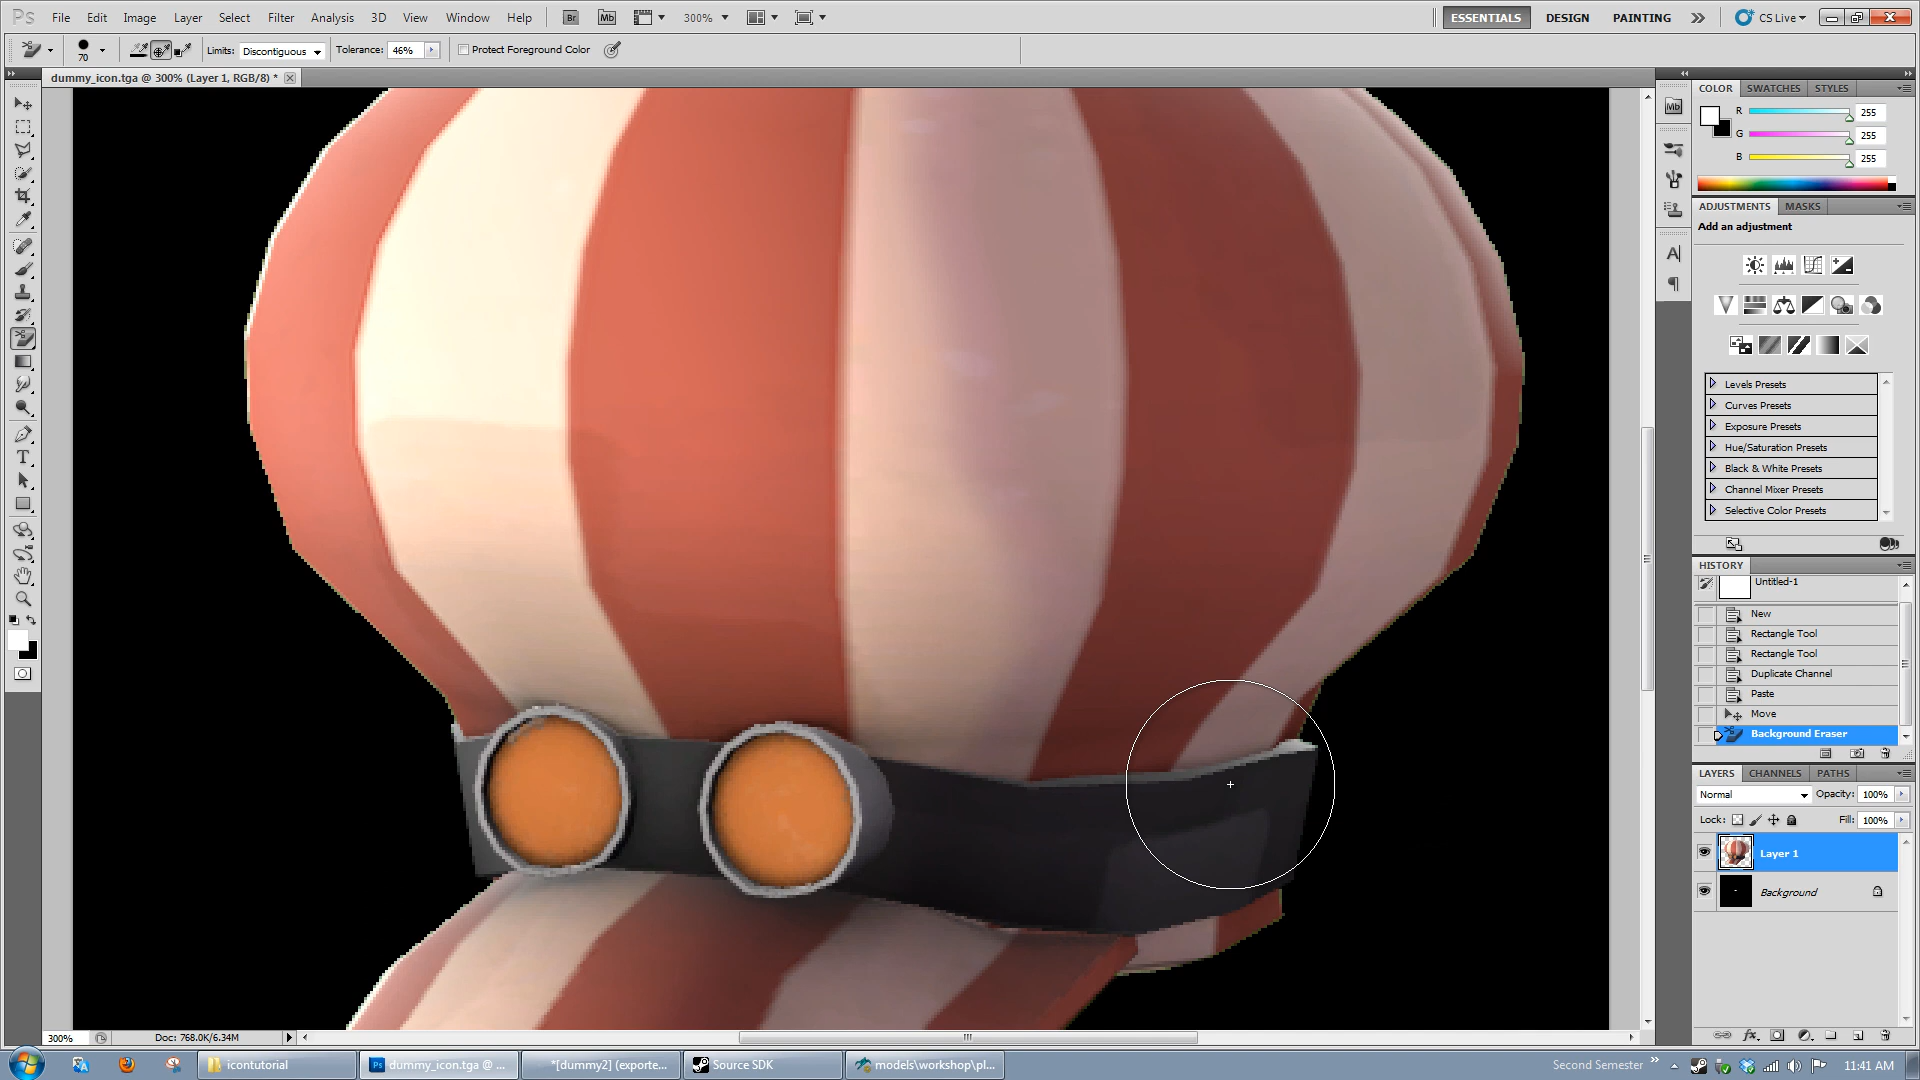 Ps File Edit Image Layer Select Filter Analysis 3D View Window Help Br Mb 300% ESSENTIALS DESIGN PAINTING CS Live
70 Limits: Discontiguous Tolerance: 46% Protect Foreground Color
dummy_icon.tga @ 300% (Layer 1, RGB/8) *
COLOR SWATCHES STYLES
R 255
G 255
B 255
ADJUSTMENTS MASKS
Add an adjustment
Levels Presets
Curves Presets
Exposure Presets
Hue/Saturation Presets
Black & White Presets
Channel Mixer Presets
Selective Color Presets
HISTORY
Untitled-1
New
Rectangle Tool
Rectangle Tool
Duplicate Channel
Paste
Move
Background Eraser
LAYERS CHANNELS PATHS
Normal Opacity: 100%
Lock: Fill: 100%
Layer 1
Background
300% Doc: 768.0K/6.34M
icontutorial dummy_icon.tga @ ... *[dummy2] (exporte... Source SDK models\workshop\pl... Second Semester 11:41 AM